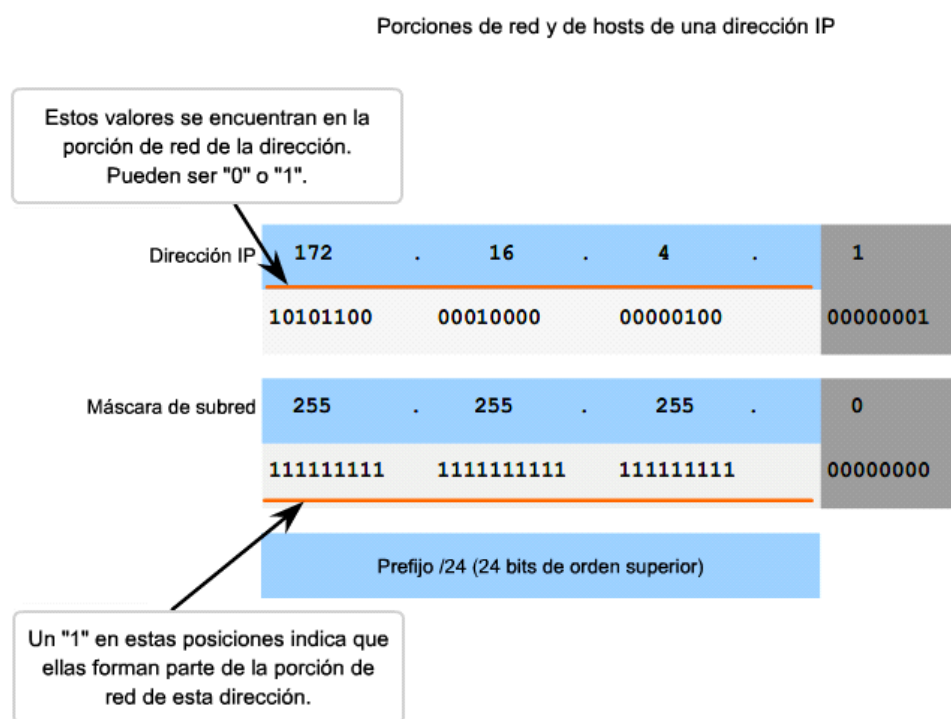 Porciones de red y de hosts de una dirección IP
Estos valores se encuentran en la
porción de red de la dirección.
Pueden ser "0" o "1".
Dirección IP 172 . 16 . 4 . 1
10101100 00010000 00000100 00000001
Máscara de subred 255 . 255 . 255 . 0
111111111 1111111111 111111111 00000000
Prefijo /24 (24 bits de orden superior)
Un "1" en estas posiciones indica que
ellas forman parte de la porción de
red de esta dirección.